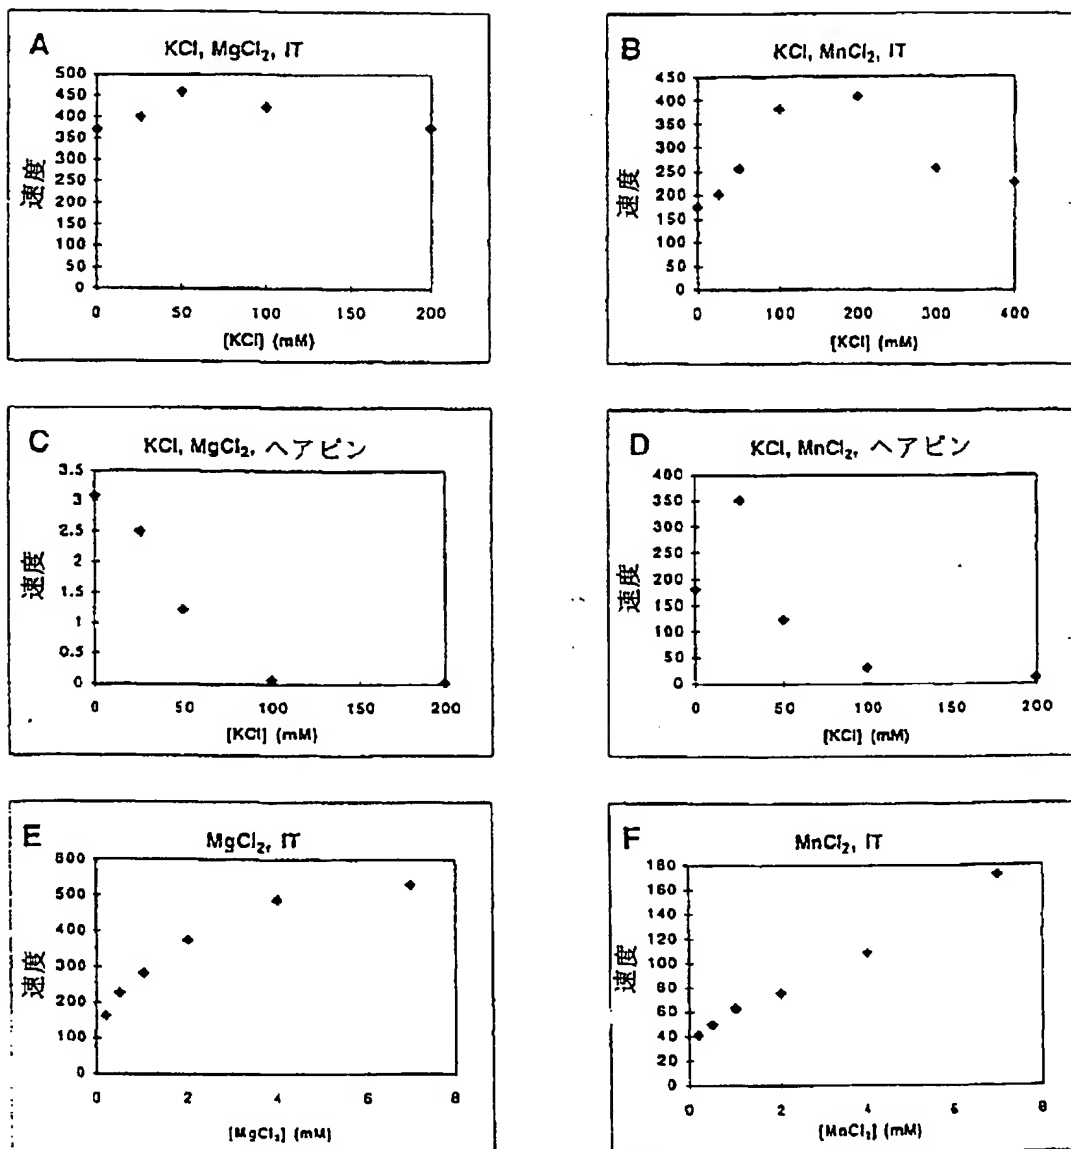 A
KCl, MgCl₂, IT
500
450
400
350
300
250
200
150
100
50
0
速度
0 50 100 150 200
[KCl] (mM)
B
KCl, MnCl₂, IT
450
400
350
300
250
200
150
100
50
0
速度
0 100 200 300 400
[KCl] (mM)
C
KCl, MgCl₂, ヘアピン
3.5
3
2.5
2
1.5
1
0.5
0
速度
0 50 100 150 200
[KCl] (mM)
D
KCl, MnCl₂, ヘアピン
400
350
300
250
200
150
100
50
0
速度
0 50 100 150 200
[KCl] (mM)
E
MgCl₂, IT
600
500
400
300
200
100
0
速度
0 2 4 6 8
[MgCl₂] (mM)
F
MnCl₂, IT
180
160
140
120
100
80
60
40
20
0
速度
0 2 4 6 8
[MnCl₂] (mM)